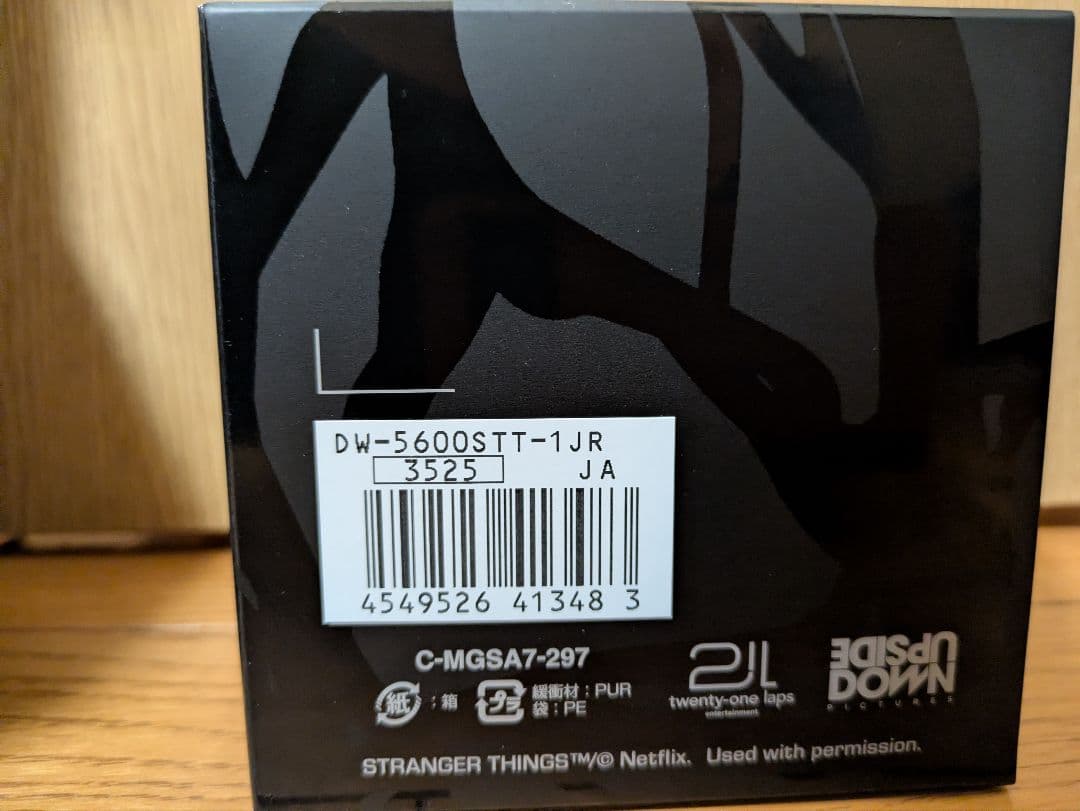 DW-5600STT-1JR
3525 JA
4549526 41348 3
C-MGSA7-297
紙 : 箱
プラ 緩衝材 : PUR
袋 : PE
21L
twenty-one laps
entertainment
UPSIDE
DOWN
PICTURES
STRANGER THINGS™/© Netflix. Used with permission.